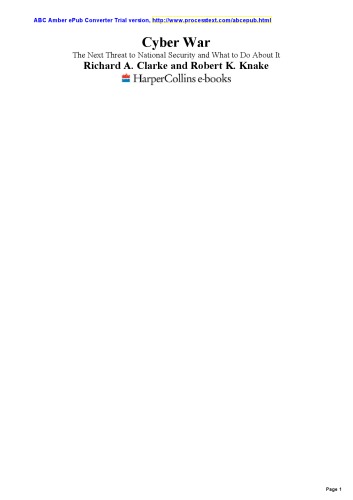 ABC Amber ePub Converter Trial version, http://www.processtext.com/abcepub.html
Cyber War
The Next Threat to National Security and What to Do About It
Richard A. Clarke and Robert K. Knake
HarperCollins e-books
Page 1